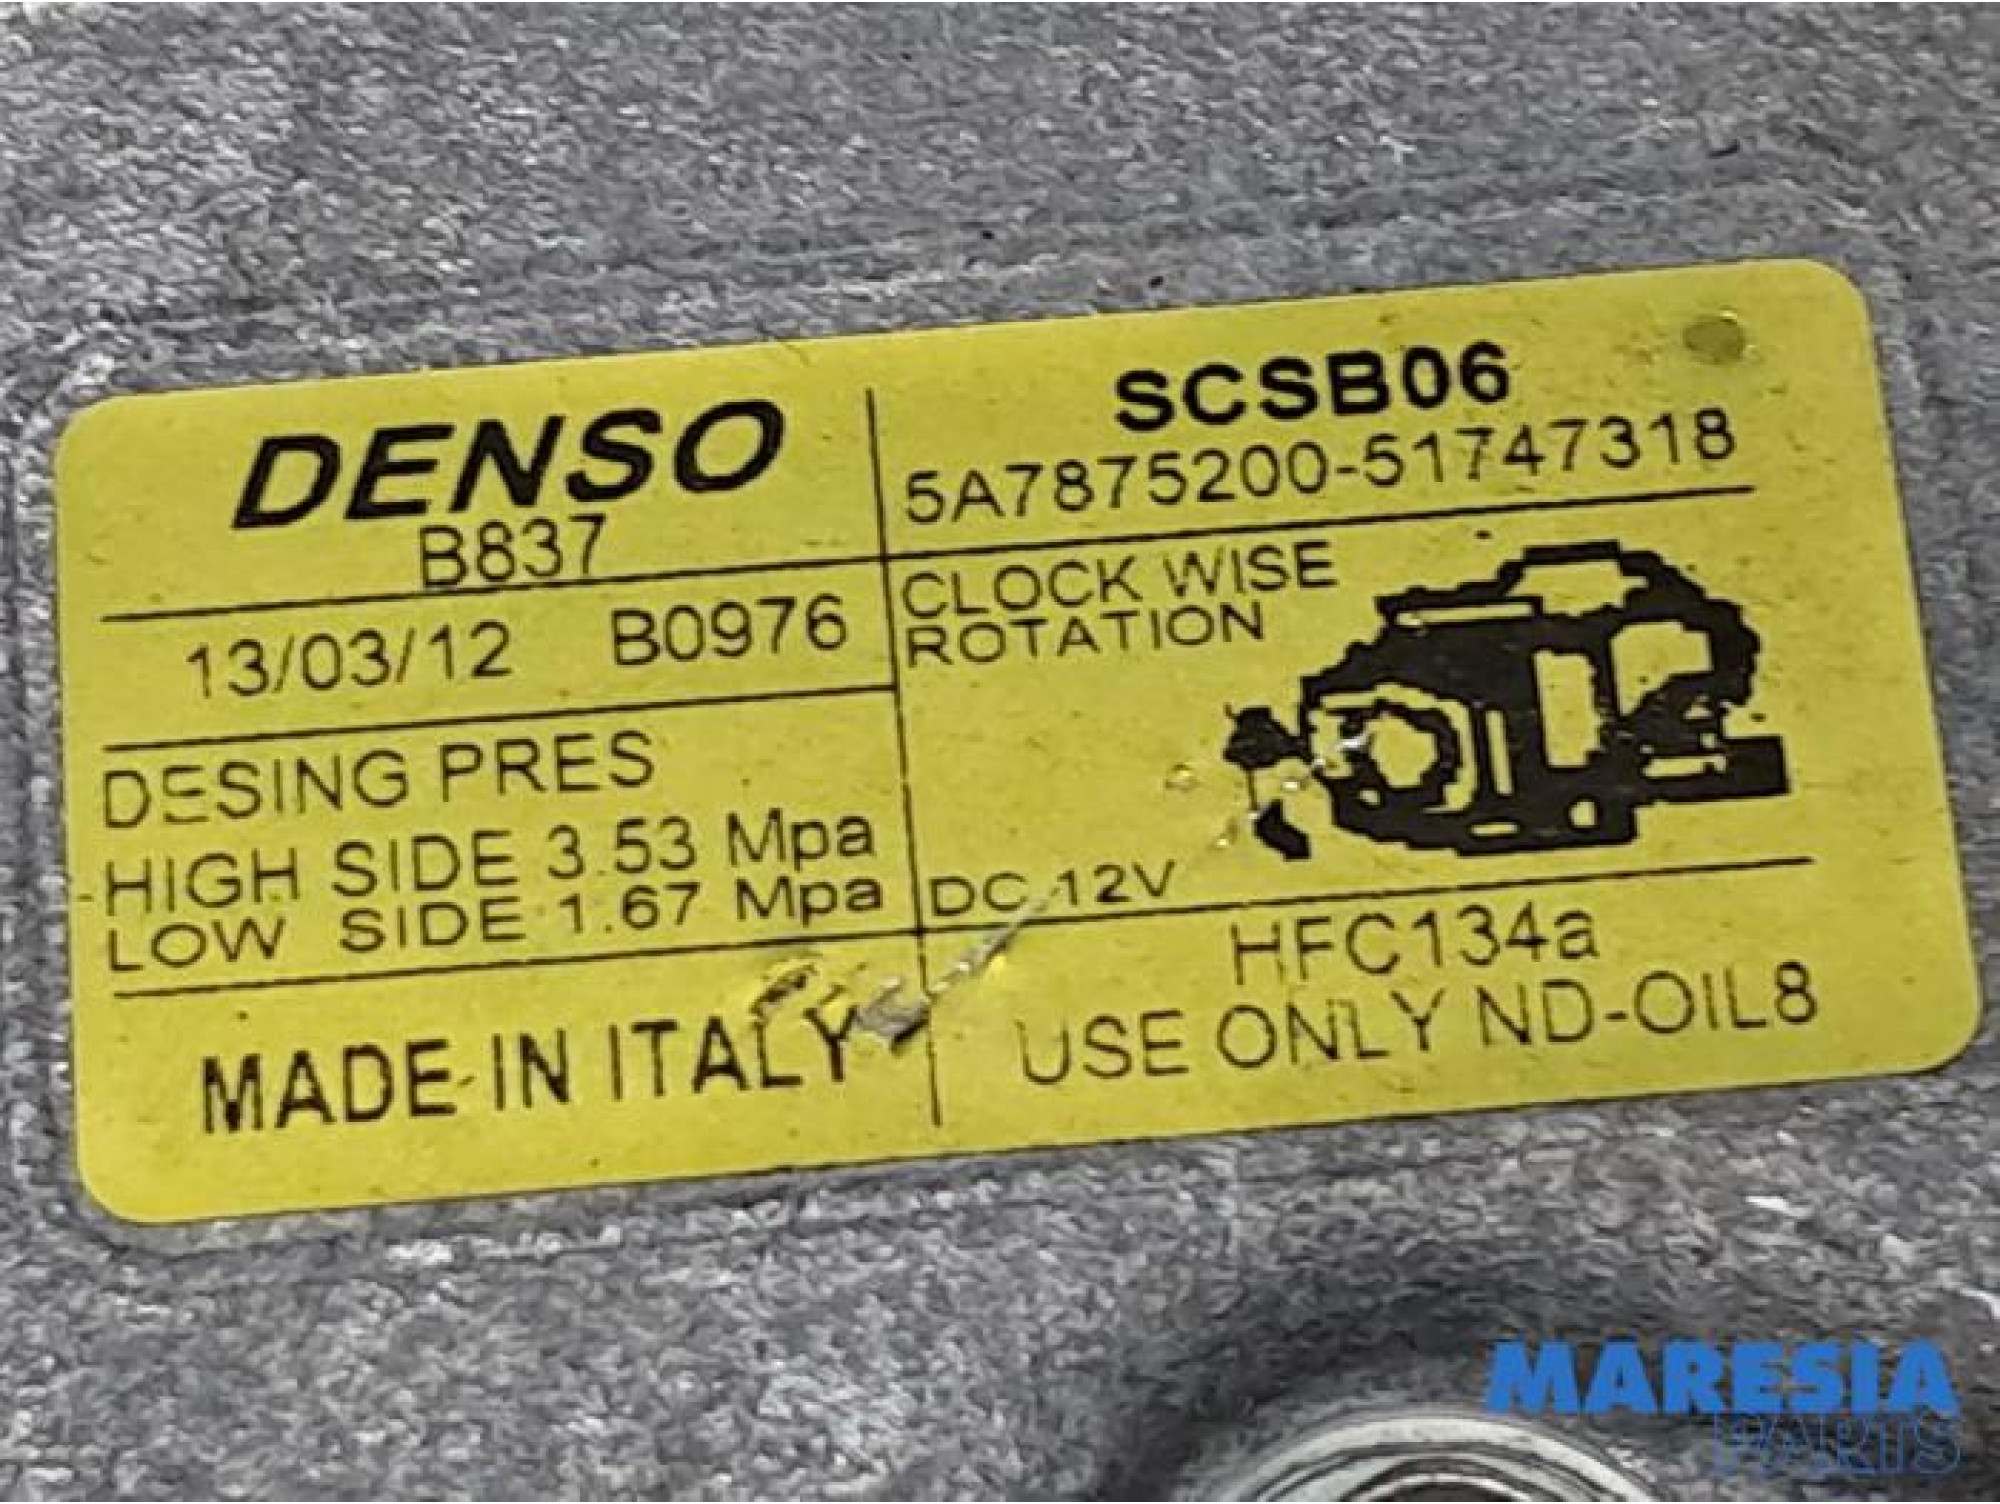 DENSO
B837
13/03/12 B0976
DESING PRES
HIGH SIDE 3.53 Mpa
LOW SIDE 1.67 Mpa
MADE IN ITALY
SCSB06
5A7875200-51747318
CLOCK WISE
ROTATION
DC 12V
HFC134a
USE ONLY ND-OIL8
MARESIA
PARTS